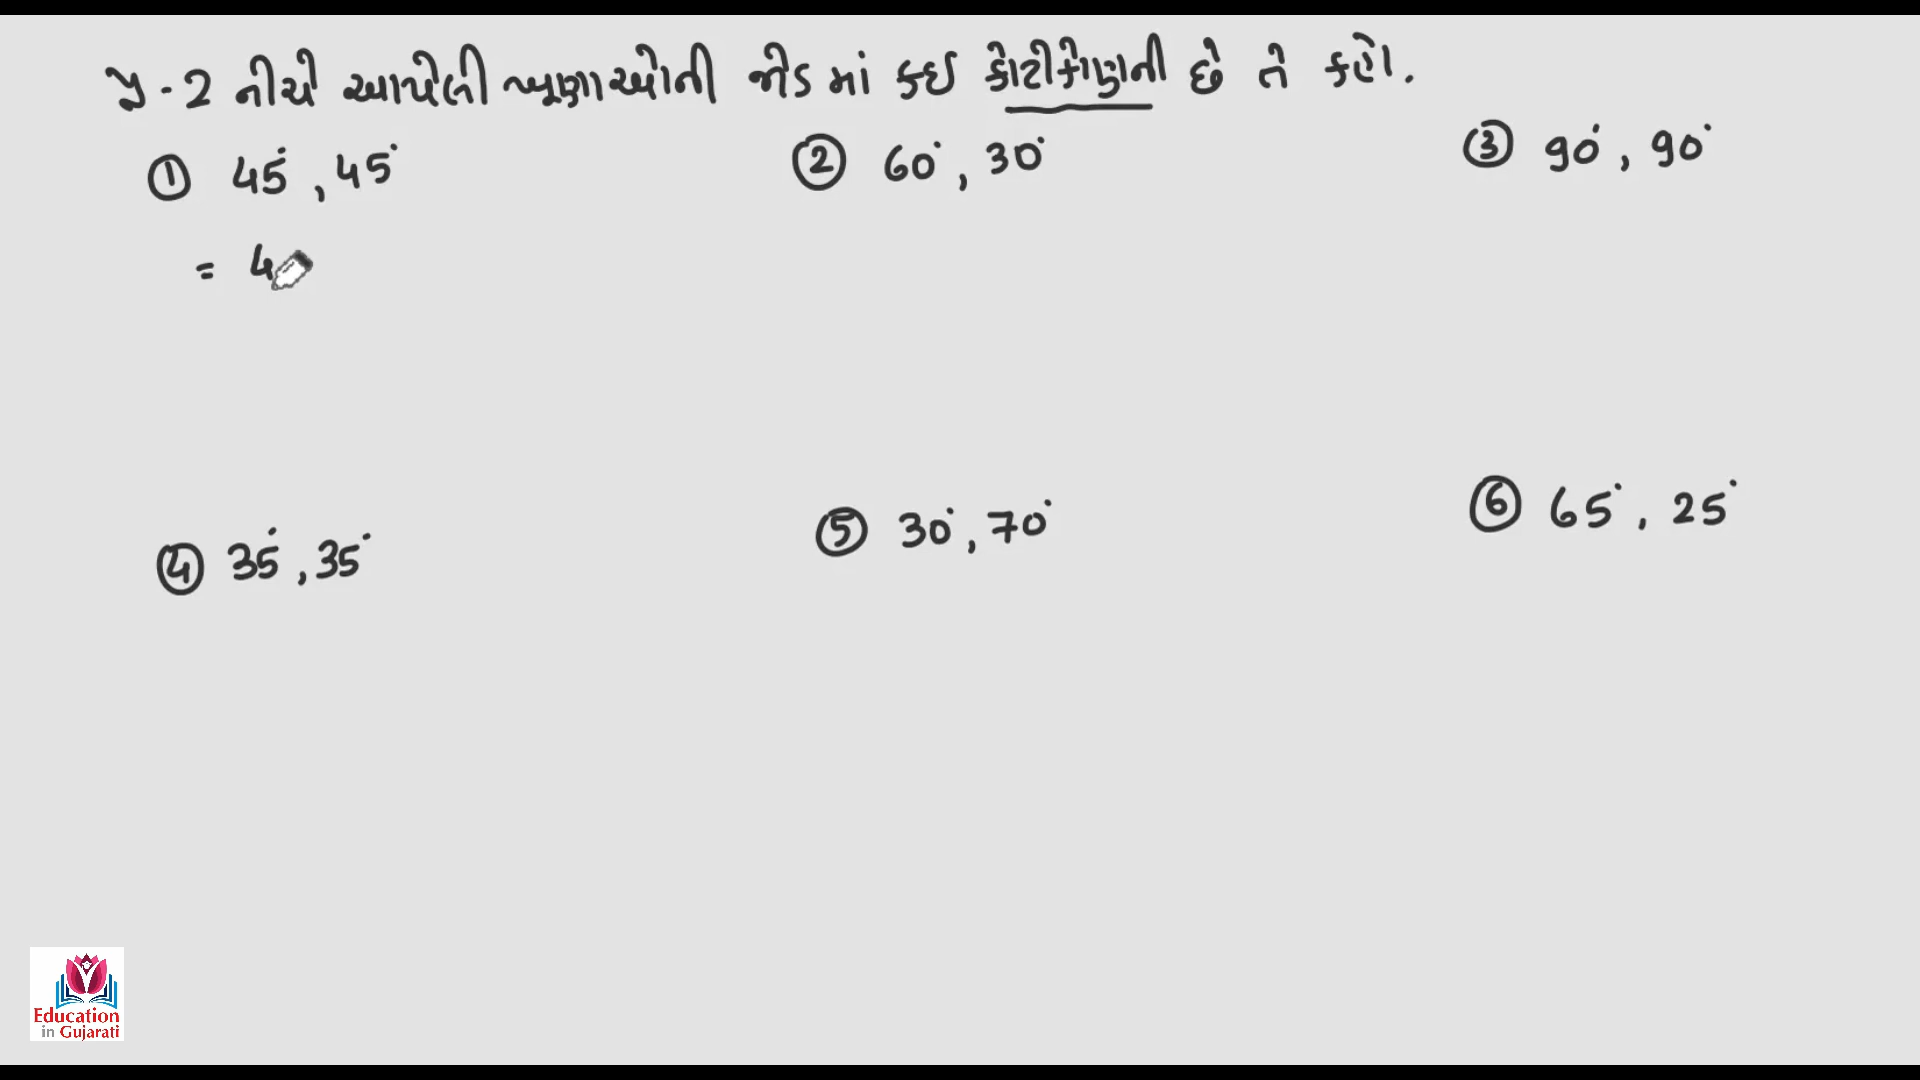 પ્ર-2 નીચે આપેલી ખૂણાઓની જોડ માં કઈ કોટીકોણની છે તે કહો.
① 45°, 45° ② 60°, 30° ③ 90°, 90°
= 4
④ 35°, 35° ⑤ 30°, 70° ⑥ 65°, 25°
Education
in Gujarati